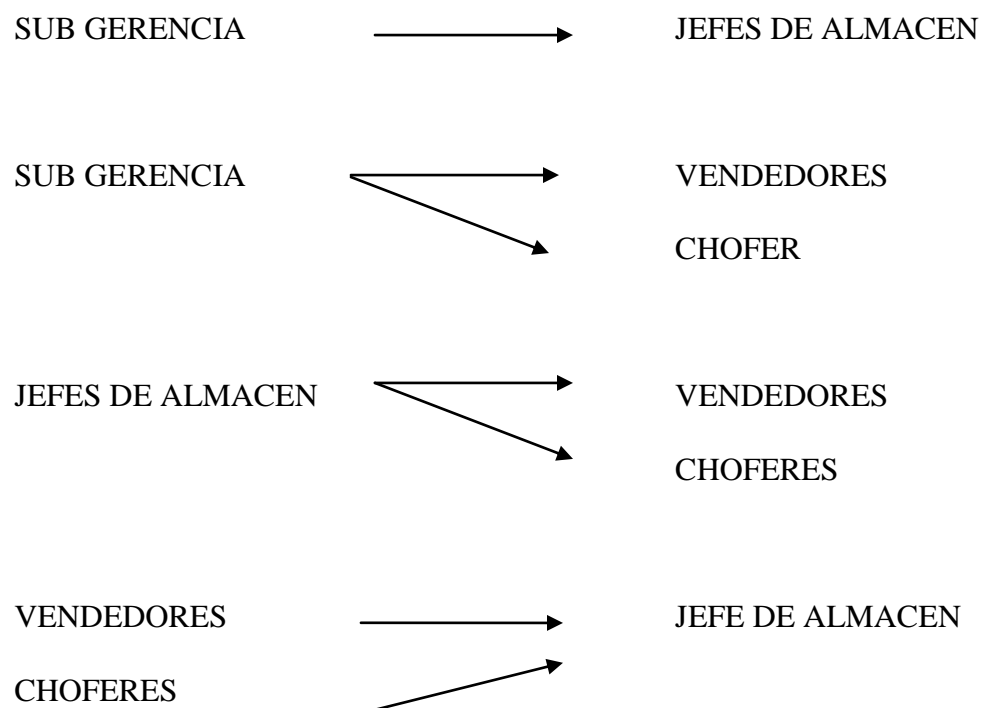 SUB GERENCIA JEFES DE ALMACEN
SUB GERENCIA VENDEDORES
CHOFER
JEFES DE ALMACEN VENDEDORES
CHOFERES
VENDEDORES JEFE DE ALMACEN
CHOFERES